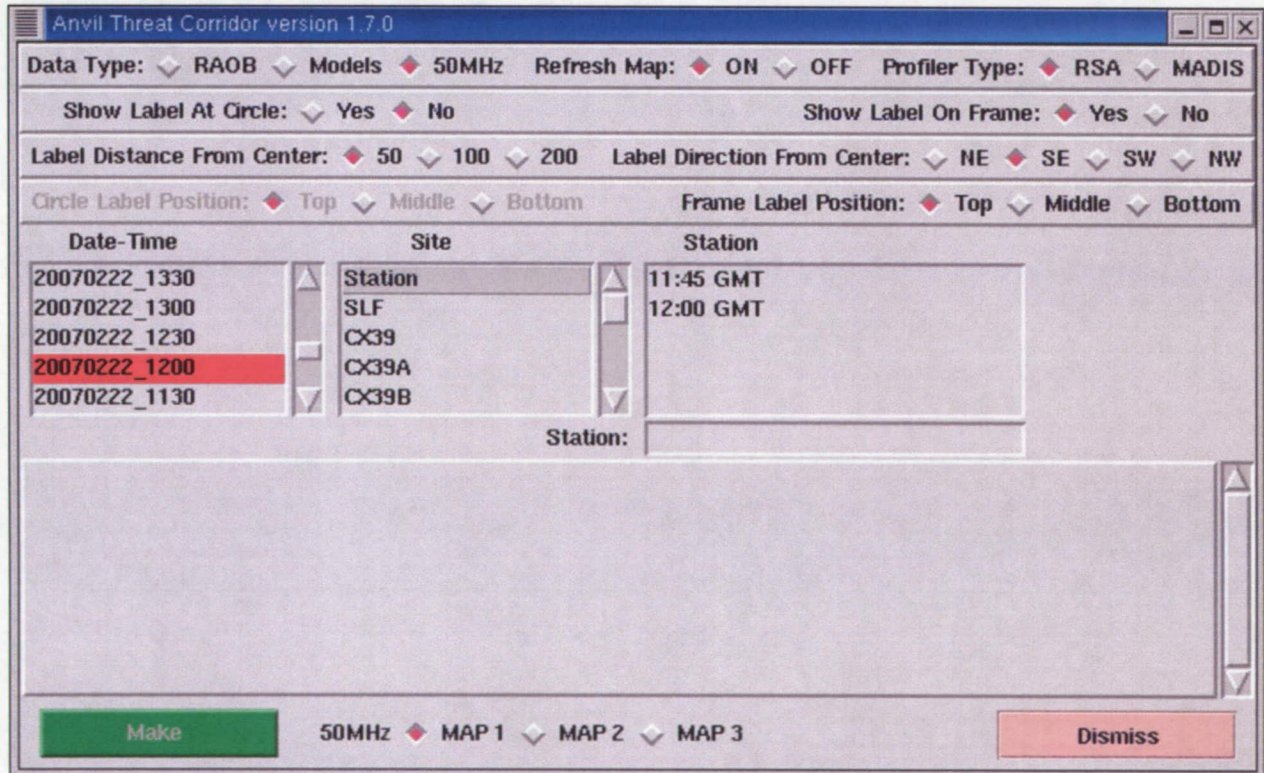 Anvil Threat Corridor version 1.7.0
Data Type: RAOB Models 50MHz Refresh Map: ON OFF Profiler Type: RSA MADIS
Show Label At Circle: Yes No Show Label On Frame: Yes No
Label Distance From Center: 50 100 200 Label Direction From Center: NE SE SW NW
Circle Label Position: Top Middle Bottom Frame Label Position: Top Middle Bottom
Date-Time Site Station
20070222_1330 Station 11:45 GMT
20070222_1300 SLF 12:00 GMT
20070222_1230 CX39
20070222_1200 CX39A
20070222_1130 CX39B
Station:
Make 50MHz MAP 1 MAP 2 MAP 3 Dismiss